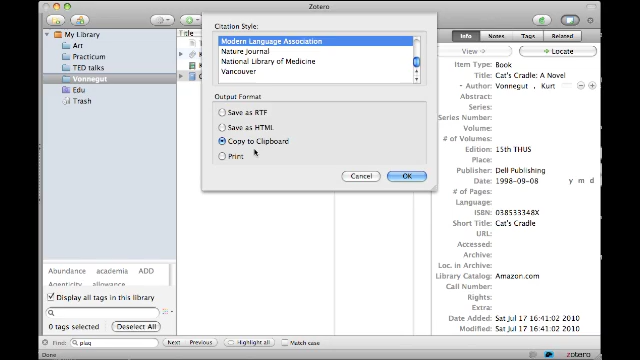 Zotero
My Library
Art
Practicum
TED talks
Vonnegut
Edu
Trash
Title
Citation Style:
Modern Language Association
Nature Journal
National Library of Medicine
Vancouver
Output Format
Save as RTF
Save as HTML
Copy to Clipboard
Print
Cancel
OK
Info
Notes
Tags
Related
View
Locate
Item Type: Book
Title: Cat's Cradle: A Novel
Author: Vonnegut , Kurt
Abstract:
Series:
Series Number:
Volume:
# of Volumes:
Edition: 15th THUS
Place:
Publisher: Dell Publishing
Date: 1998-09-08 y m d
# of Pages:
Language:
ISBN: 038533348X
Short Title: Cat's Cradle
URL:
Accessed:
Archive:
Loc. in Archive:
Library Catalog: Amazon.com
Call Number:
Rights:
Extra:
Date Added: Sat Jul 17 16:41:02 2010
Modified: Sat Jul 17 16:41:02 2010
Abundance academia ADD
Agenticity allowing
Display all tags in this library
0 tags selected
Deselect All
Find: plag
Next
Previous
Highlight all
Match case
Done
zotero